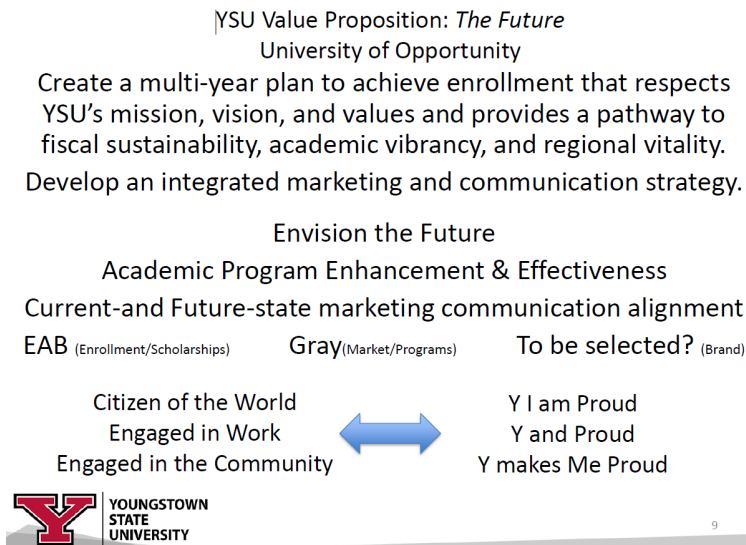 YSU Value Proposition: The Future
University of Opportunity
Create a multi-year plan to achieve enrollment that respects
YSU's mission, vision, and values and provides a pathway to
fiscal sustainability, academic vibrancy, and regional vitality.
Develop an integrated marketing and communication strategy.
Envision the Future
Academic Program Enhancement & Effectiveness
Current-and Future-state marketing communication alignment
EAB (Enrollment/Scholarships) Gray(Market/Programs) To be selected? (Brand)
Citizen of the World
Engaged in Work
Engaged in the Community
Y I am Proud
Y and Proud
Y makes Me Proud
Y
YOUNGSTOWN
STATE
UNIVERSITY
9